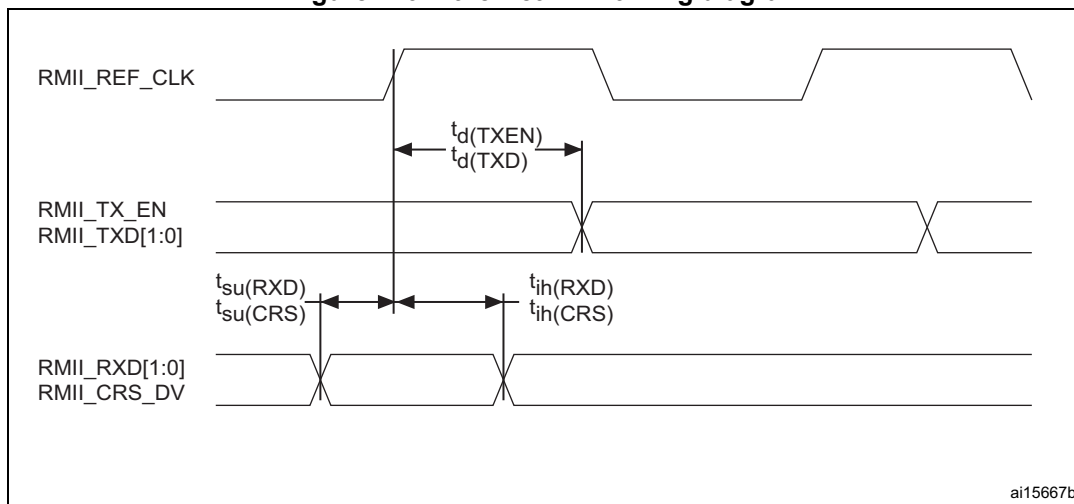 RMII_REF_CLK
td(TXEN)
td(TXD)
RMII_TX_EN
RMII_TXD[1:0]
tsu(RXD)
tsu(CRS)
tih(RXD)
tih(CRS)
RMII_RXD[1:0]
RMII_CRS_DV
ai15667b